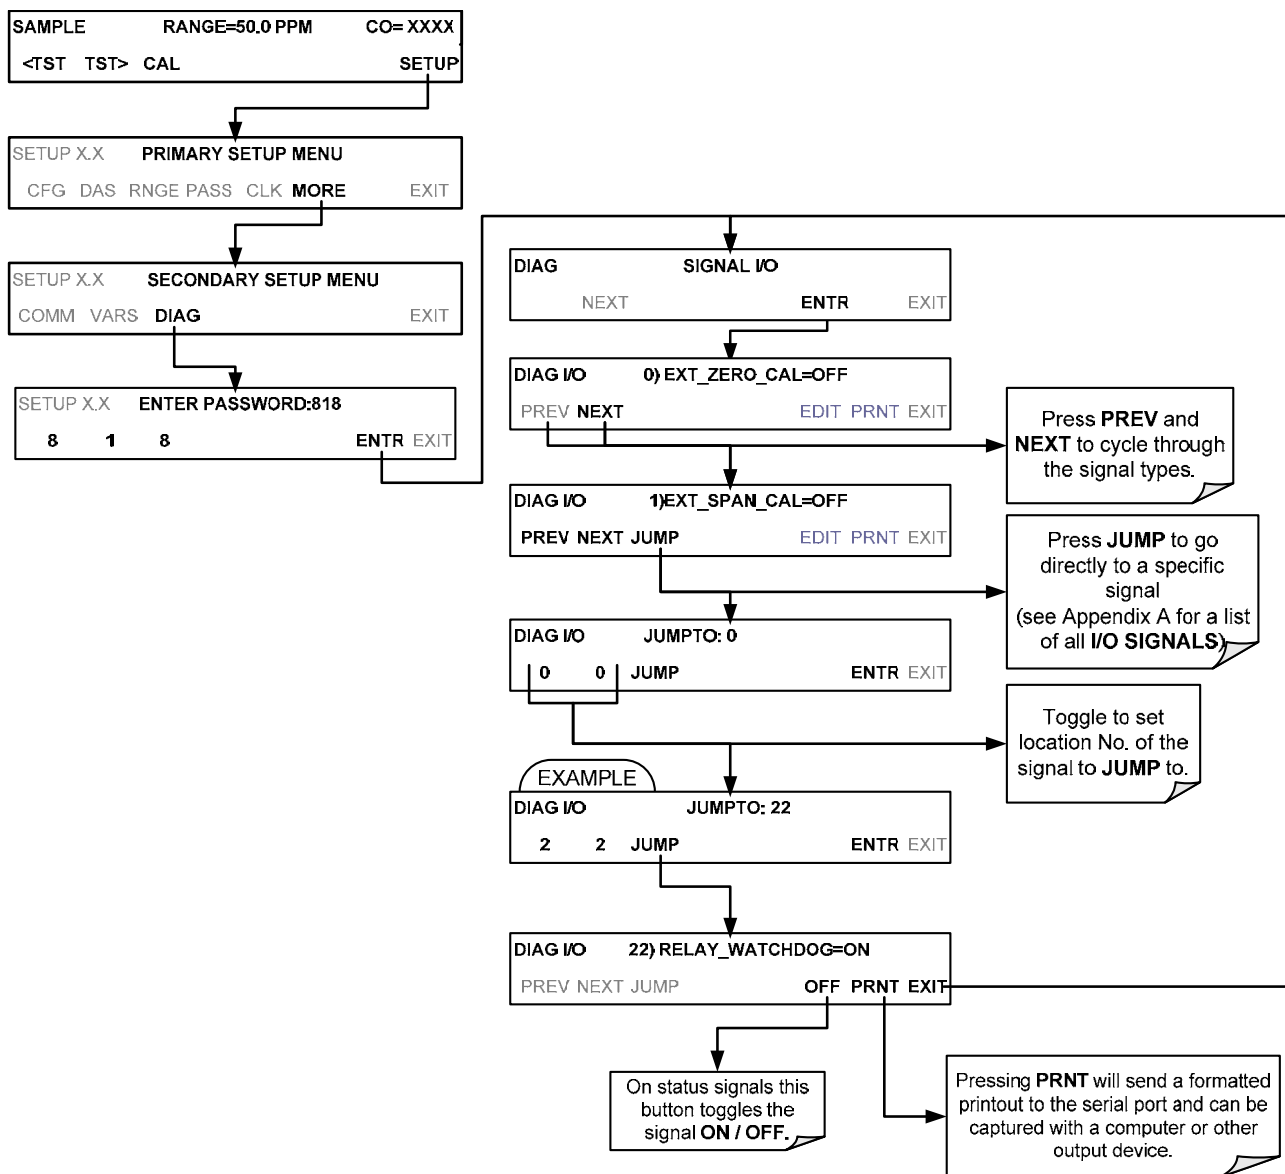 SAMPLE RANGE=50.0 PPM CO= XXXX
<TST TST> CAL SETUP
SETUP X.X PRIMARY SETUP MENU
CFG DAS RNGE PASS CLK MORE EXIT
SETUP X.X SECONDARY SETUP MENU
COMM VARS DIAG EXIT
SETUP X.X ENTER PASSWORD:818
8 1 8 ENTR EXIT
DIAG SIGNAL I/O
NEXT ENTR EXIT
DIAG I/O 0) EXT_ZERO_CAL=OFF
PREV NEXT EDIT PRNT EXIT
Press PREV and
NEXT to cycle through
the signal types.
DIAG I/O 1)EXT_SPAN_CAL=OFF
PREV NEXT JUMP EDIT PRNT EXIT
Press JUMP to go
directly to a specific
signal
(see Appendix A for a list
of all I/O SIGNALS)
DIAG I/O JUMPTO: 0
0 0 JUMP ENTR EXIT
Toggle to set
location No. of the
signal to JUMP to.
EXAMPLE
DIAG I/O JUMPTO: 22
2 2 JUMP ENTR EXIT
DIAG I/O 22) RELAY_WATCHDOG=ON
PREV NEXT JUMP OFF PRNT EXIT
On status signals this
button toggles the
signal ON / OFF.
Pressing PRNT will send a formatted
printout to the serial port and can be
captured with a computer or other
output device.